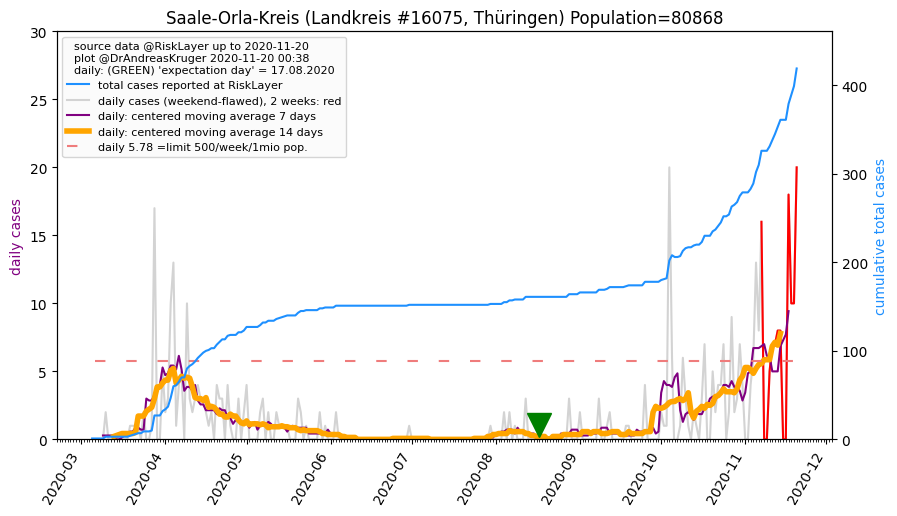 Saale-Orla-Kreis (Landkreis #16075, Thüringen) Population=80868
source data @RiskLayer up to 2020-11-20
plot @DrAndreasKruger 2020-11-20 00:38
daily: (GREEN) 'expectation day' = 17.08.2020
total cases reported at RiskLayer
daily cases (weekend-flawed), 2 weeks: red
daily: centered moving average 7 days
daily: centered moving average 14 days
daily 5.78 =limit 500/week/1mio pop.
daily cases
30
25
20
15
10
5
0
400
300
200
100
0
cumulative total cases
2020-03
2020-04
2020-05
2020-06
2020-07
2020-08
2020-09
2020-10
2020-11
2020-12